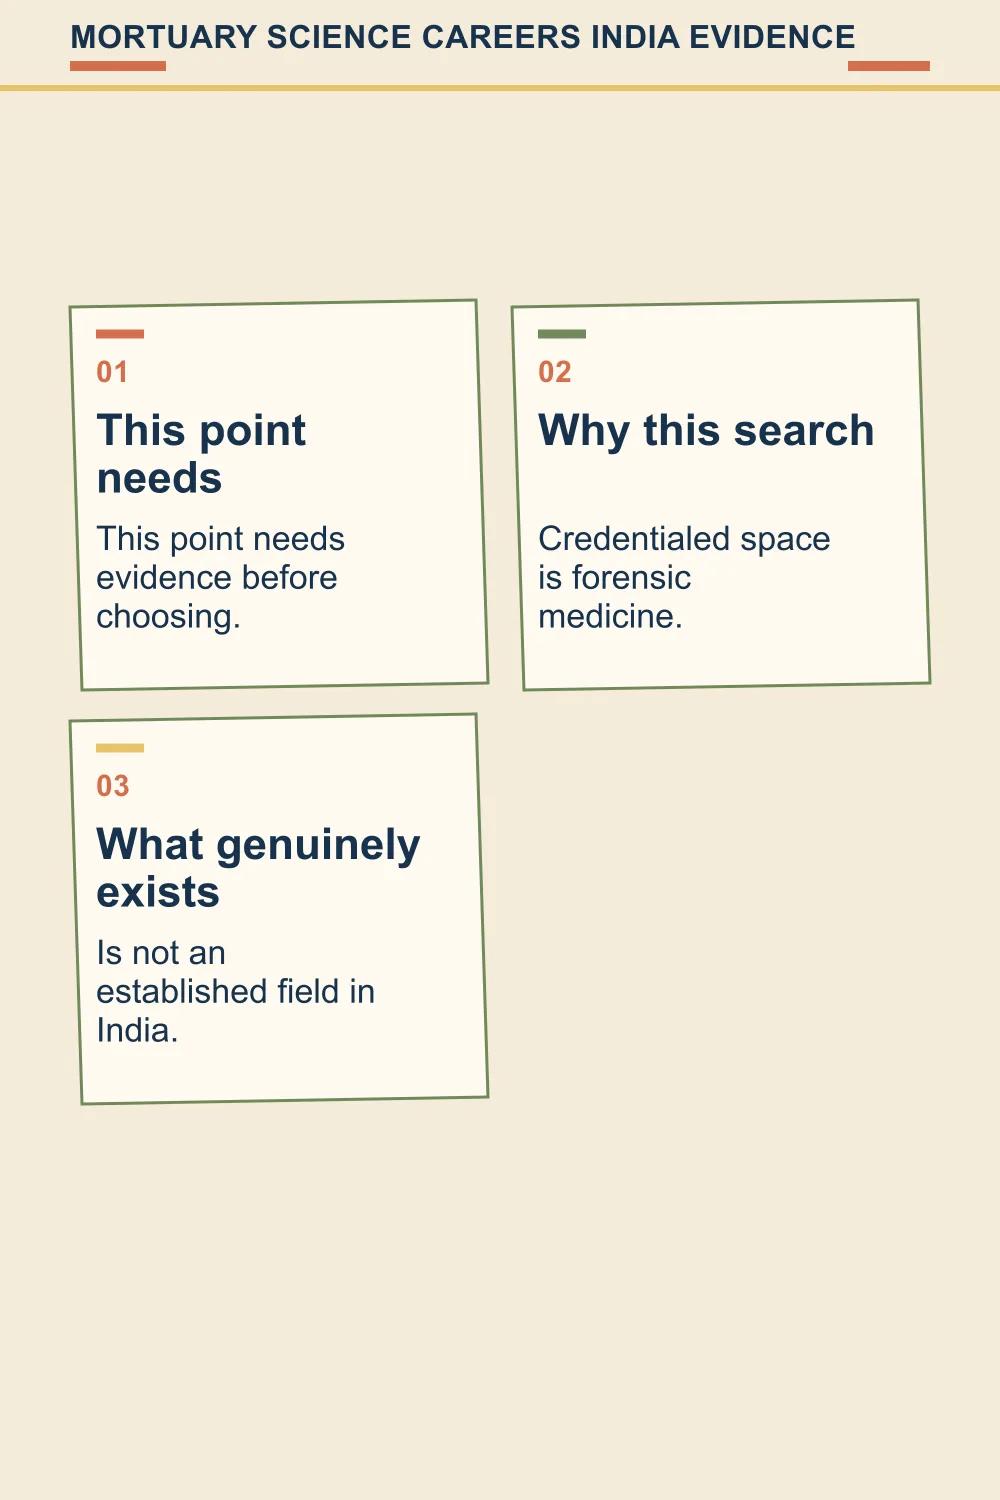 MORTUARY SCIENCE CAREERS INDIA EVIDENCE
01
This point
needs
This point needs
evidence before
choosing.
02
Why this search
Credentialed space
is forensic
medicine.
03
What genuinely
exists
Is not an
established field in
India.